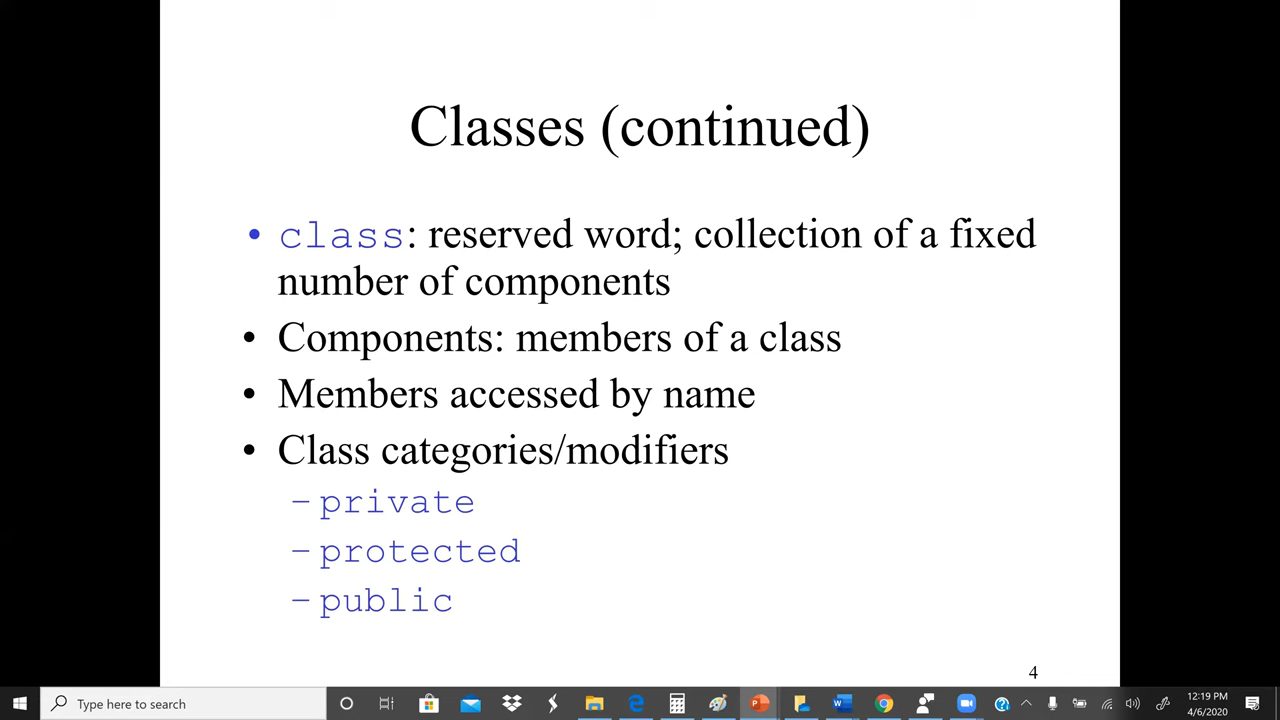 Classes (continued)
• class: reserved word; collection of a fixed
number of components
• Components: members of a class
• Members accessed by name
• Class categories/modifiers
–private
–protected
–public
4
Type here to search
12:19 PM
4/6/2020